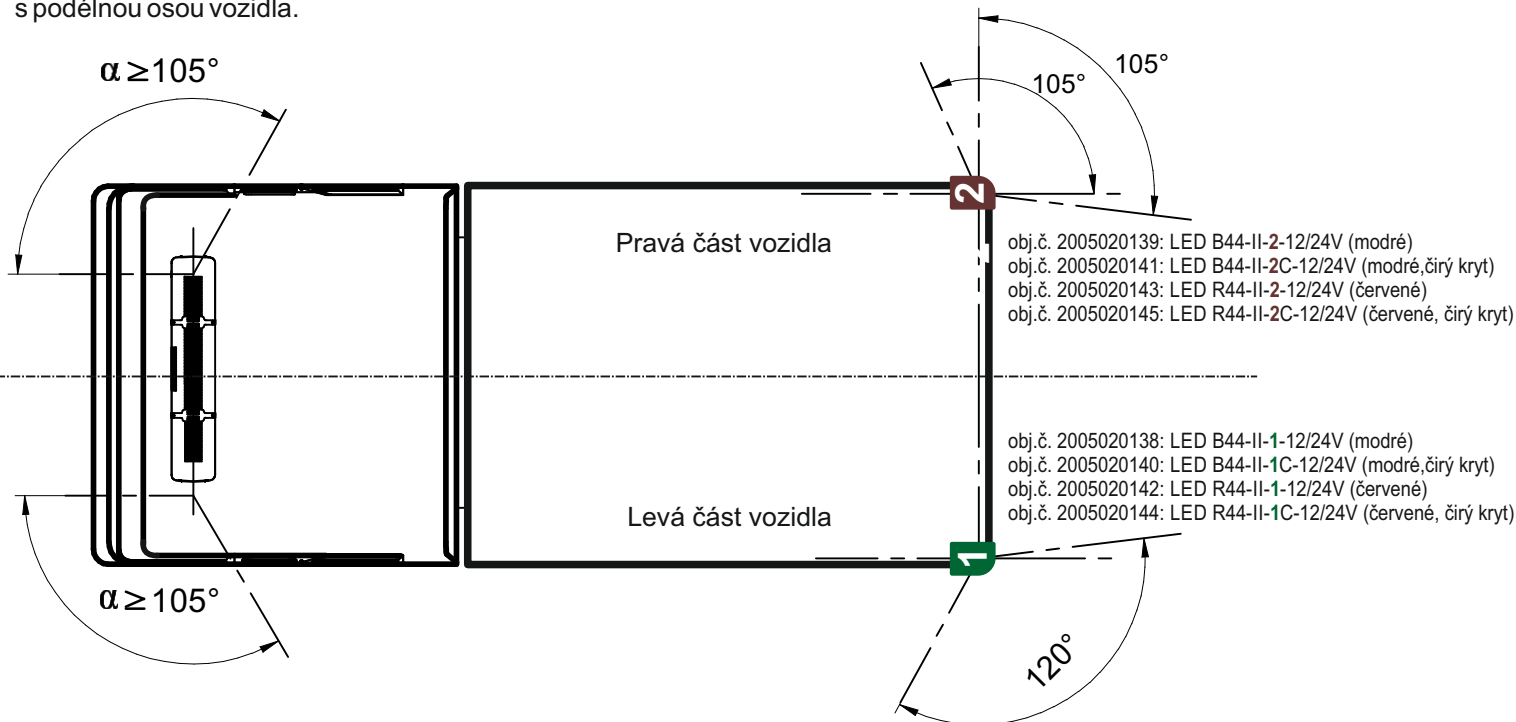 s podélnou osou vozidla.
α ≥105°
105°
105°
2
Pravá část vozidla
obj.č. 2005020139: LED B44-II-2-12/24V (modré)
obj.č. 2005020141: LED B44-II-2C-12/24V (modré,čirý kryt)
obj.č. 2005020143: LED R44-II-2-12/24V (červené)
obj.č. 2005020145: LED R44-II-2C-12/24V (červené, čirý kryt)
obj.č. 2005020138: LED B44-II-1-12/24V (modré)
obj.č. 2005020140: LED B44-II-1C-12/24V (modré,čirý kryt)
obj.č. 2005020142: LED R44-II-1-12/24V (červené)
obj.č. 2005020144: LED R44-II-1C-12/24V (červené, čirý kryt)
Levá část vozidla
1
α ≥105°
120°